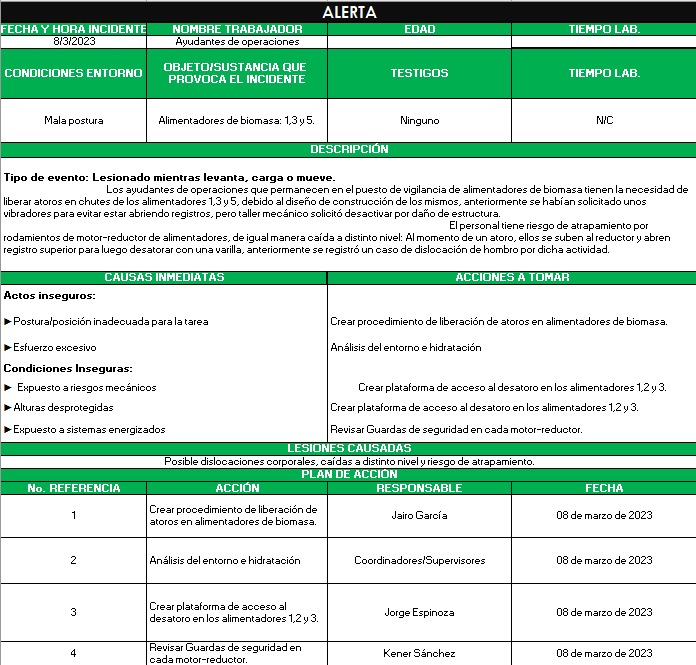 ALERTA
FECHA Y HORA INCIDENTE NOMBRE TRABAJADOR EDAD TIEMPO LAB.
8/3/2023 Ayudantes de operaciones
CONDICIONES ENTORNO OBJETO/SUSTANCIA QUE PROVOCA EL INCIDENTE TESTIGOS TIEMPO LAB.
Mala postura Alimentadores de biomasa: 1,3 y 5. Ninguno N/C
DESCRIPCIÓN
Tipo de evento: Lesionado mientras levanta, carga o mueve.
Los ayudantes de operaciones que permanecen en el puesto de vigilancia de alimentadores de biomasa tienen la necesidad de
liberar atoros en chutes de los alimentadores 1,3 y 5, debido al diseño de construcción de los mismos, anteriormente se habían solicitado unos
vibradores para evitar estar abriendo registros, pero taller mecánico solicitó desactivar por daño de estructura.
El personal tiene riesgo de atrapamiento por
rodamientos de motor-reductor de alimentadores, de igual manera caída a distinto nivel: Al momento de un atoro, ellos se suben al reductor y abren
registro superior para luego desatorar con una varilla, anteriormente se registró un caso de dislocación de hombro por dicha actividad.
CAUSAS INMEDIATAS ACCIONES A TOMAR
Actos inseguros:
►Postura/posición inadecuada para la tarea Crear procedimiento de liberación de atoros en alimentadores de biomasa.
►Esfuerzo excesivo Análisis del entorno e hidratación
Condiciones Inseguras:
► Expuesto a riesgos mecánicos Crear plataforma de acceso al desatoro en los alimentadores 1,2 y 3.
►Alturas desprotegidas Crear plataforma de acceso al desatoro en los alimentadores 1,2 y 3.
►Expuesto a sistemas energizados Revisar Guardas de seguridad en cada motor-reductor.
LESIONES CAUSADAS
Posible dislocaciones corporales, caídas a distinto nivel y riesgo de atrapamiento.
PLAN DE ACCIÓN
No. REFERENCIA ACCIÓN RESPONSABLE FECHA
1 Crear procedimiento de liberación de atoros en alimentadores de biomasa. Jairo García 08 de marzo de 2023
2 Análisis del entorno e hidratación Coordinadores/Supervisores 08 de marzo de 2023
3 Crear plataforma de acceso al desatoro en los alimentadores 1,2 y 3. Jorge Espinoza 08 de marzo de 2023
4 Revisar Guardas de seguridad en cada motor-reductor. Kener Sánchez 08 de marzo de 2023